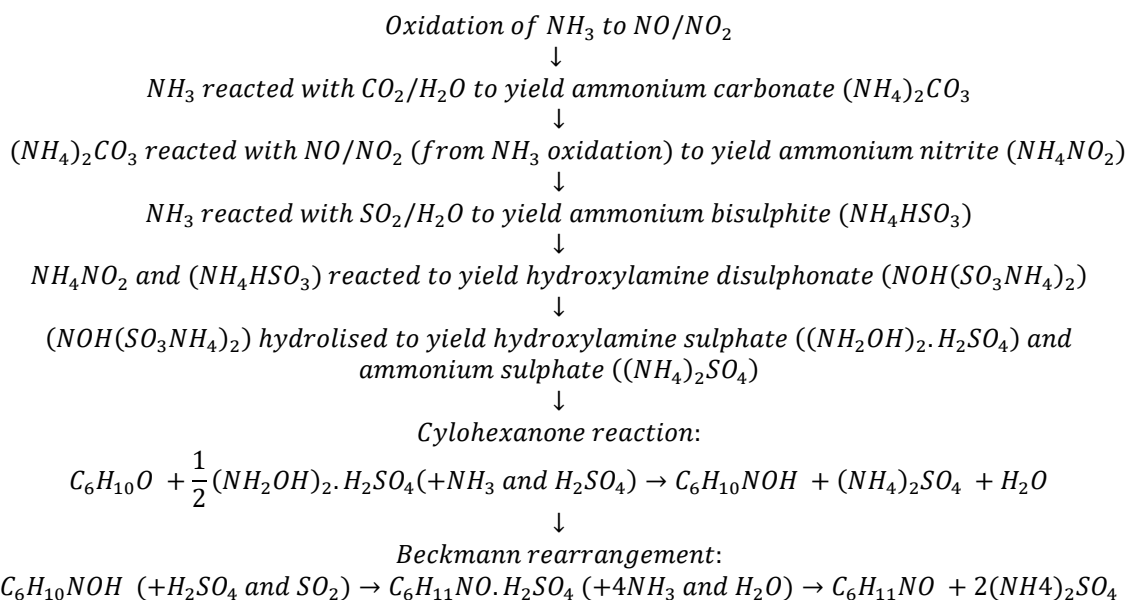 Oxidation of NH₃ to NO/NO₂
↓
NH₃ reacted with CO₂/H₂O to yield ammonium carbonate (NH₄)₂CO₃
↓
(NH₄)₂CO₃ reacted with NO/NO₂ (from NH₃ oxidation) to yield ammonium nitrite (NH₄NO₂)
↓
NH₃ reacted with SO₂/H₂O to yield ammonium bisulphite (NH₄HSO₃)
↓
NH₄NO₂ and (NH₄HSO₃) reacted to yield hydroxylamine disulphonate (NOH(SO₃NH₄)₂)
↓
(NOH(SO₃NH₄)₂) hydrolised to yield hydroxylamine sulphate ((NH₂OH)₂.H₂SO₄) and
ammonium sulphate ((NH₄)₂SO₄)
↓
Cylohexanone reaction:
C₆H₁₀O + 1/2 (NH₂OH)₂.H₂SO₄(+NH₃ and H₂SO₄) → C₆H₁₀NOH + (NH₄)₂SO₄ + H₂O
↓
Beckmann rearrangement:
C₆H₁₀NOH (+H₂SO₄ and SO₂) → C₆H₁₁NO.H₂SO₄ (+4NH₃ and H₂O) → C₆H₁₁NO + 2(NH4)₂SO₄